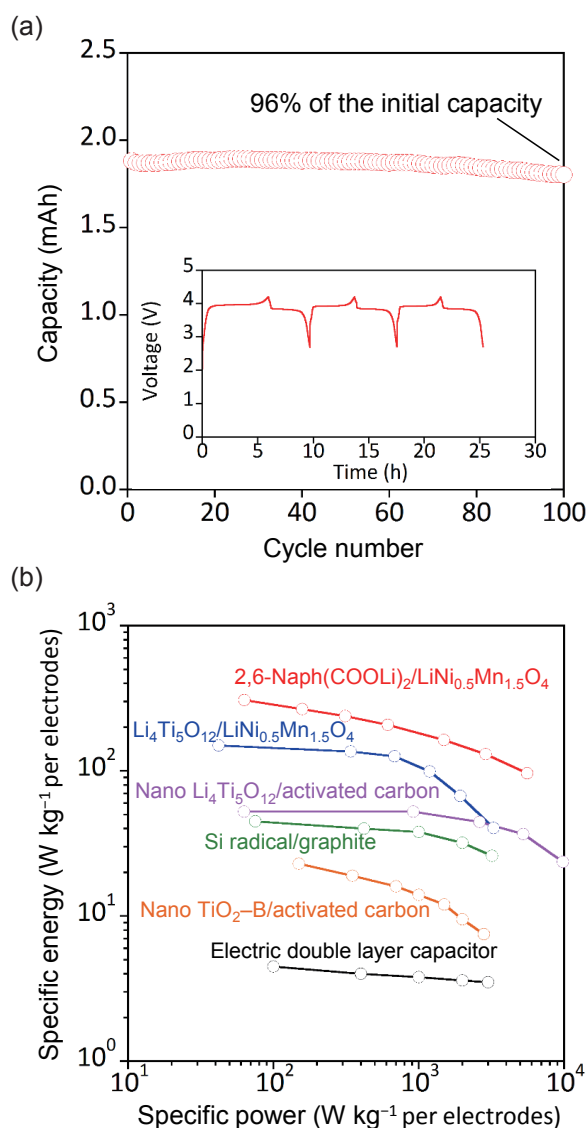 (a)
2.5
2.0
1.5
1.0
0.5
0.0
Capacity (mAh)
96% of the initial capacity
5
4
3
2
1
0
Voltage (V)
0 5 10 15 20 25 30
Time (h)
0 20 40 60 80 100
Cycle number
(b)
10³
10²
10¹
10⁰
Specific energy (W kg⁻¹ per electrodes)
2,6-Naph(COOLi)₂/LiNi₀.₅Mn₁.₅O₄
Li₄Ti₅O₁₂/LiNi₀.₅Mn₁.₅O₄
Nano Li₄Ti₅O₁₂/activated carbon
Si radical/graphite
Nano TiO₂–B/activated carbon
Electric double layer capacitor
10¹ 10² 10³ 10⁴
Specific power (W kg⁻¹ per electrodes)